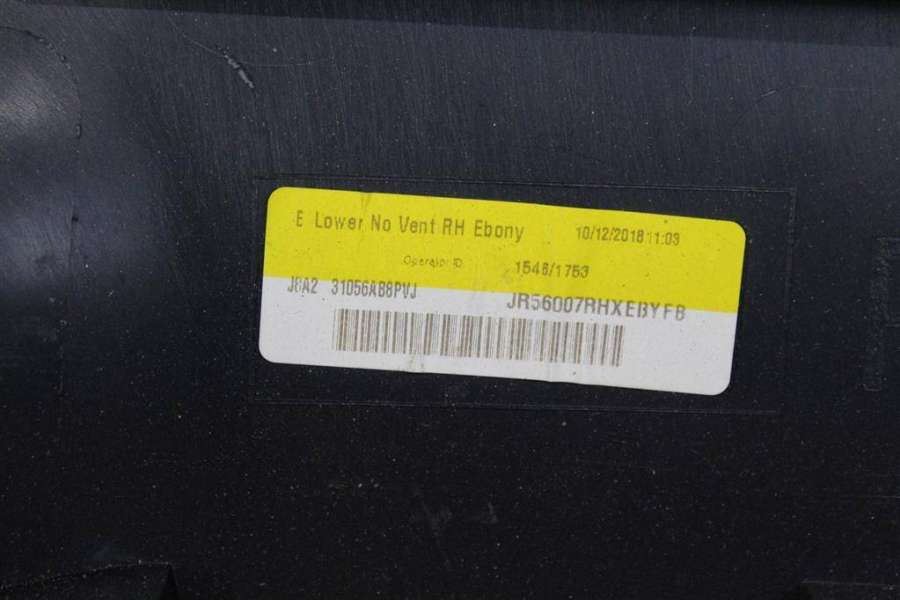 E Lower No Vent RH Ebony 10/12/2018 11:03
Operator ID 1548/1753
J8A2 31056AB8PVJ JR56007RHXEBYFB